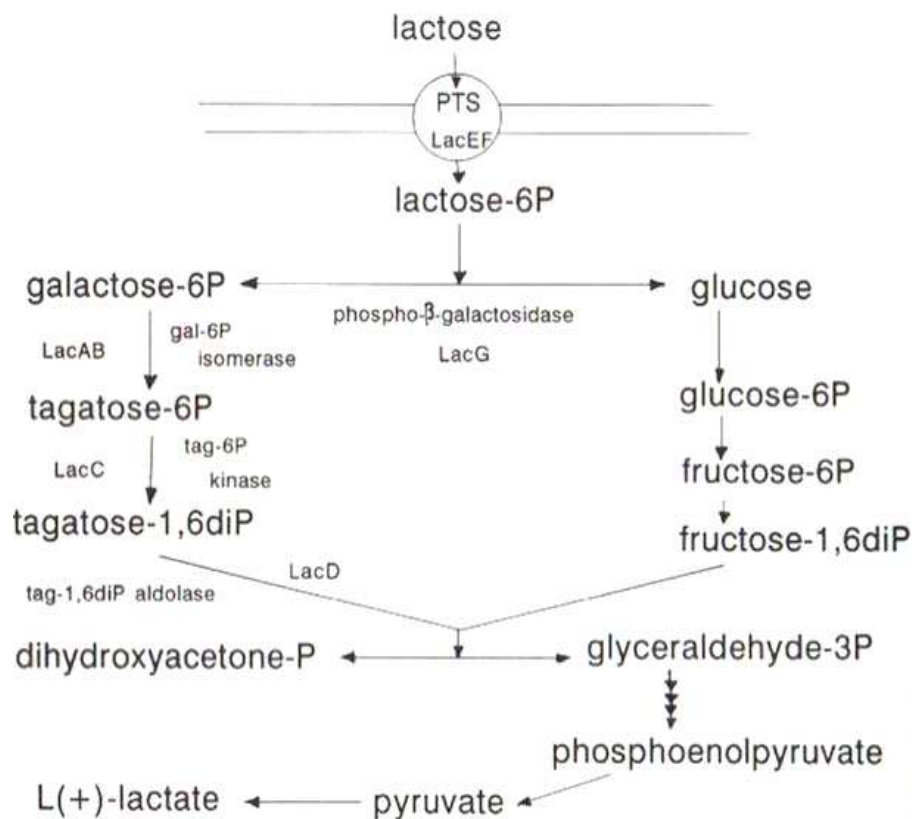 lactose
PTS
LacEF
lactose-6P
galactose-6P
glucose
phospho-β-galactosidase
LacG
LacAB
gal-6P
isomerase
tagatose-6P
glucose-6P
LacC
tag-6P
kinase
fructose-6P
tagatose-1,6diP
fructose-1,6diP
LacD
tag-1,6diP aldolase
dihydroxyacetone-P
glyceraldehyde-3P
phosphoenolpyruvate
L(+)-lactate
pyruvate